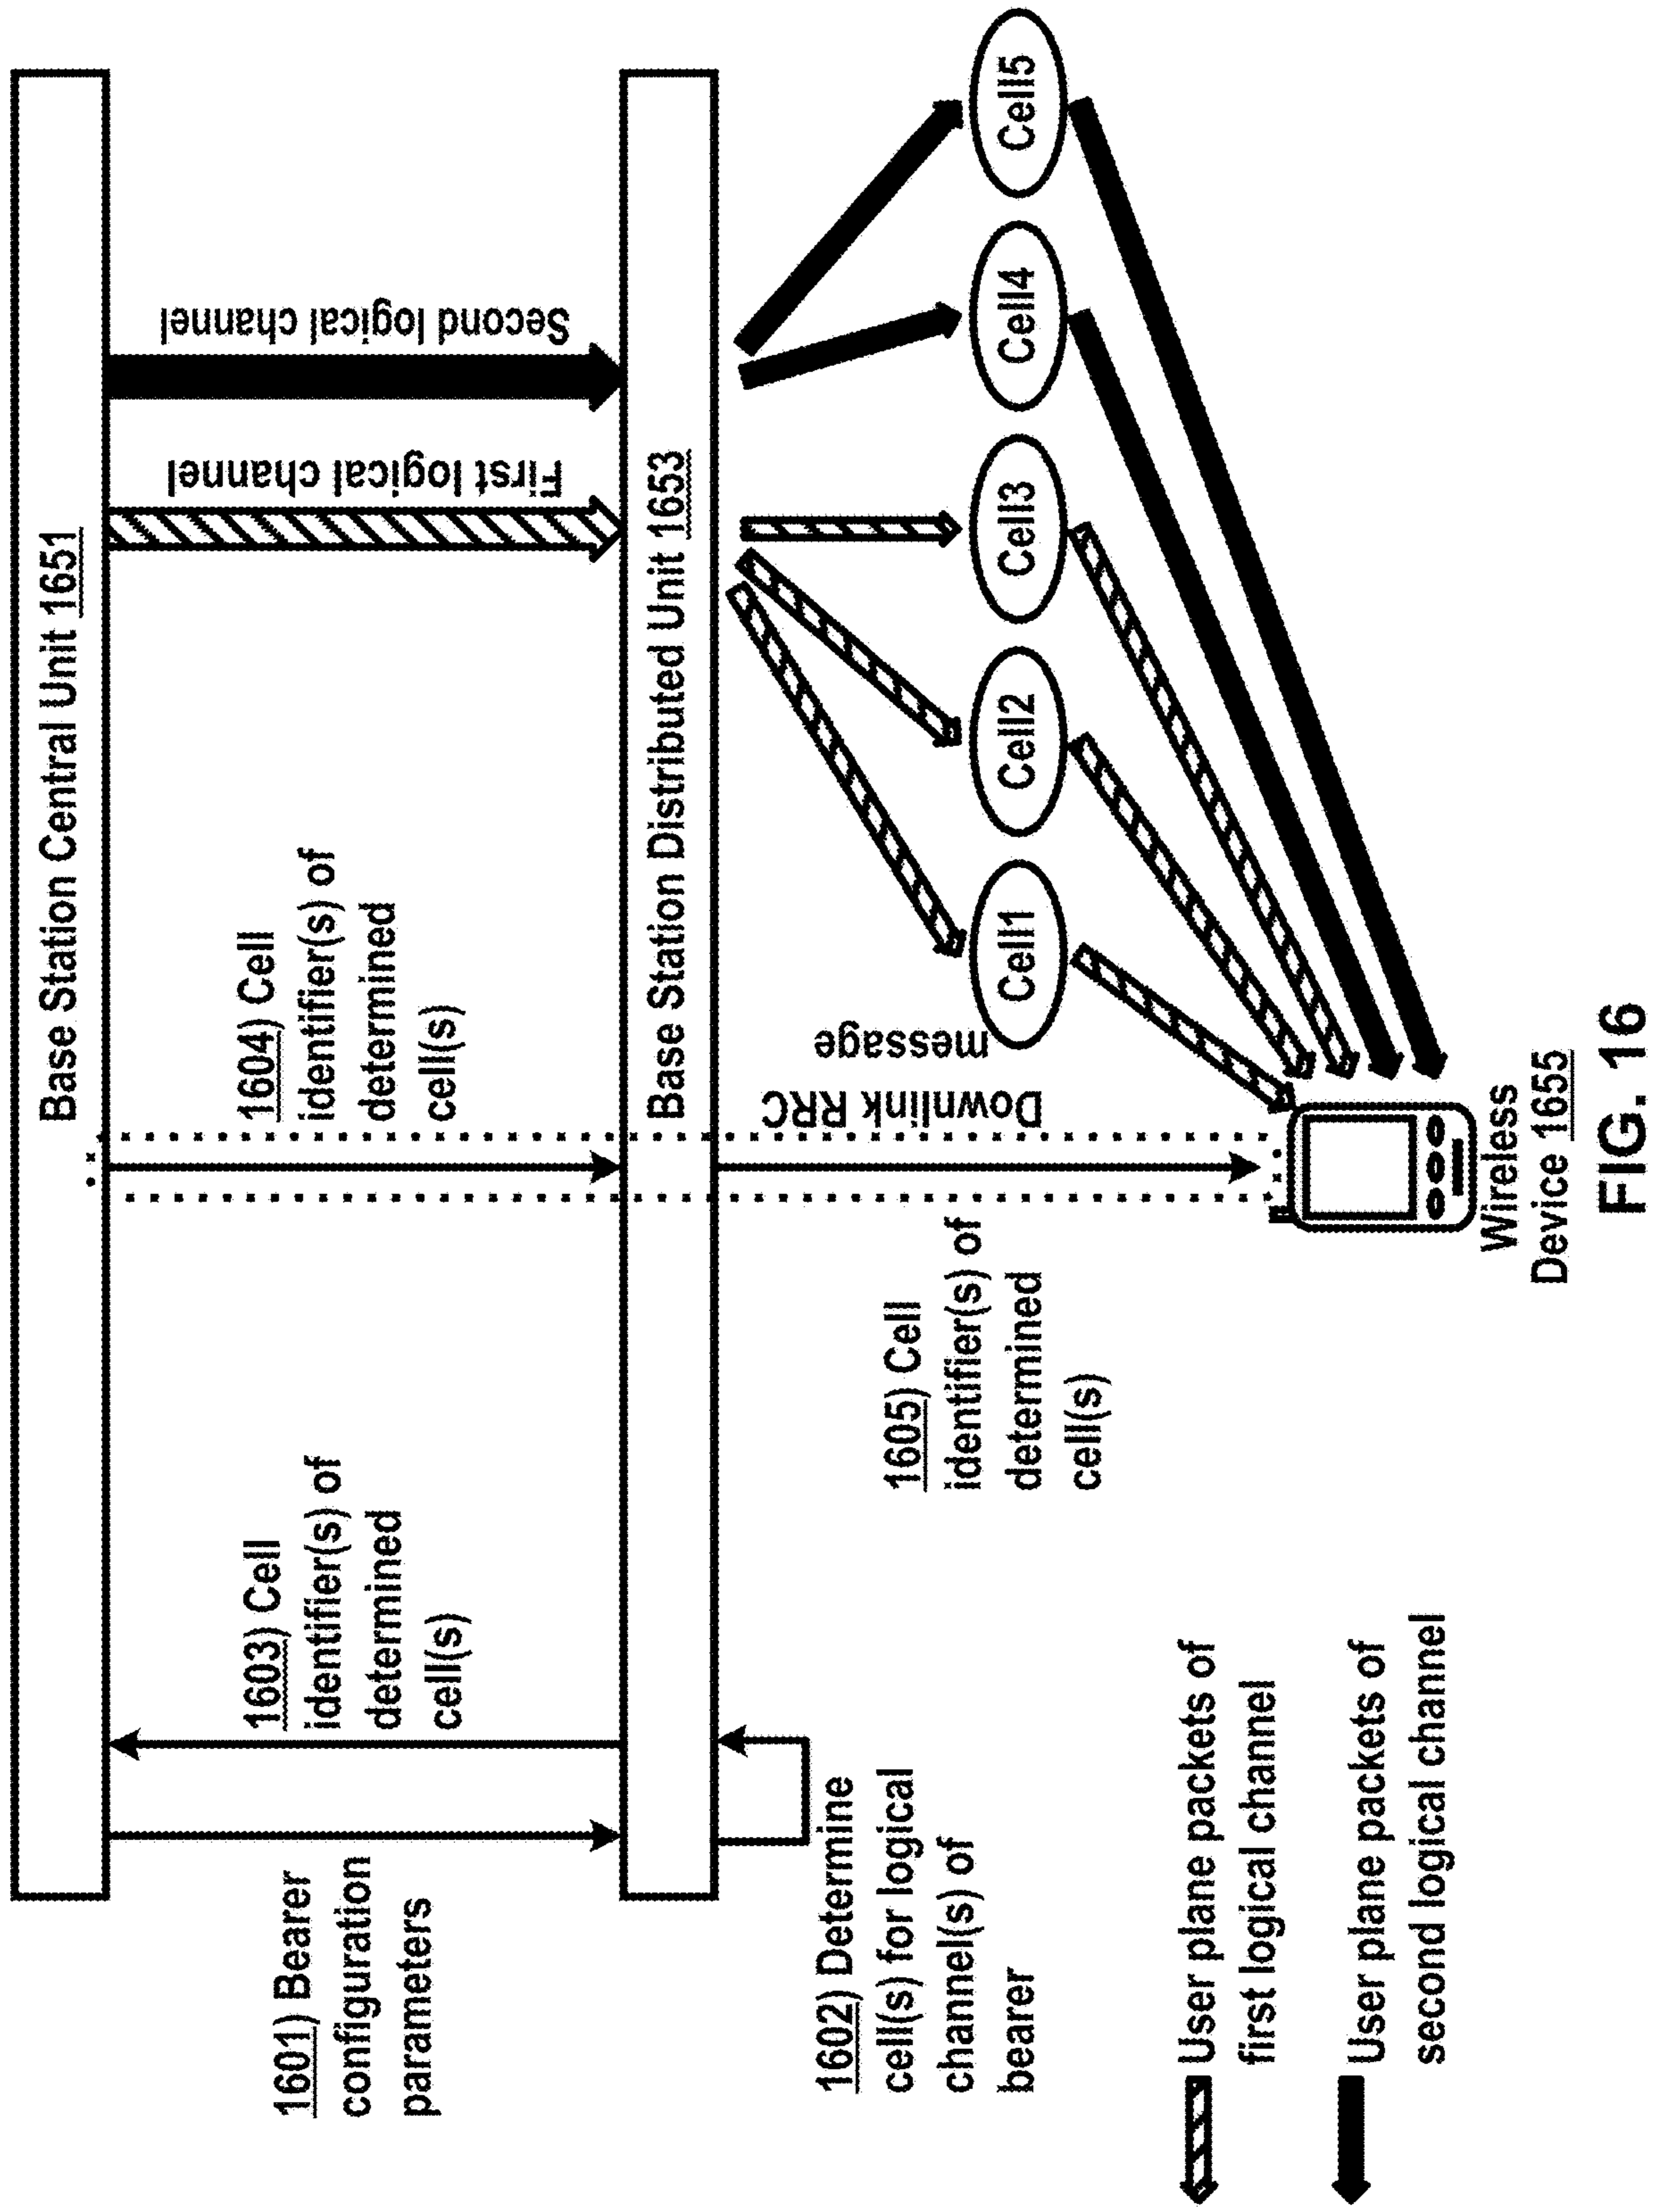 Base Station Central Unit 1651
1601) Bearer
configuration
parameters
1603) Cell
identifier(s) of
determined
cell(s)
1604) Cell
identifier(s) of
determined
cell(s)
First logical channel
Second logical channel
Base Station Distributed Unit 1653
1602) Determine
cell(s) for logical
channel(s) of
bearer
1605) Cell
identifier(s) of
determined
cell(s)
Downlink RRC
message
Cell1
Cell2
Cell3
Cell4
Cell5
User plane packets of
first logical channel
User plane packets of
second logical channel
Wireless
Device 1655
FIG. 16